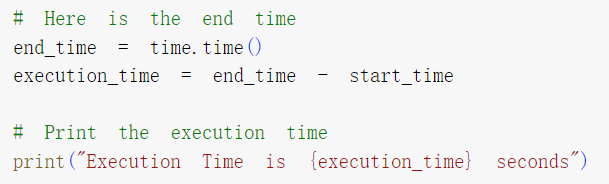 # Here is the end time
end_time = time.time()
execution_time = end_time - start_time
# Print the execution time
print("Execution Time is {execution_time} seconds")